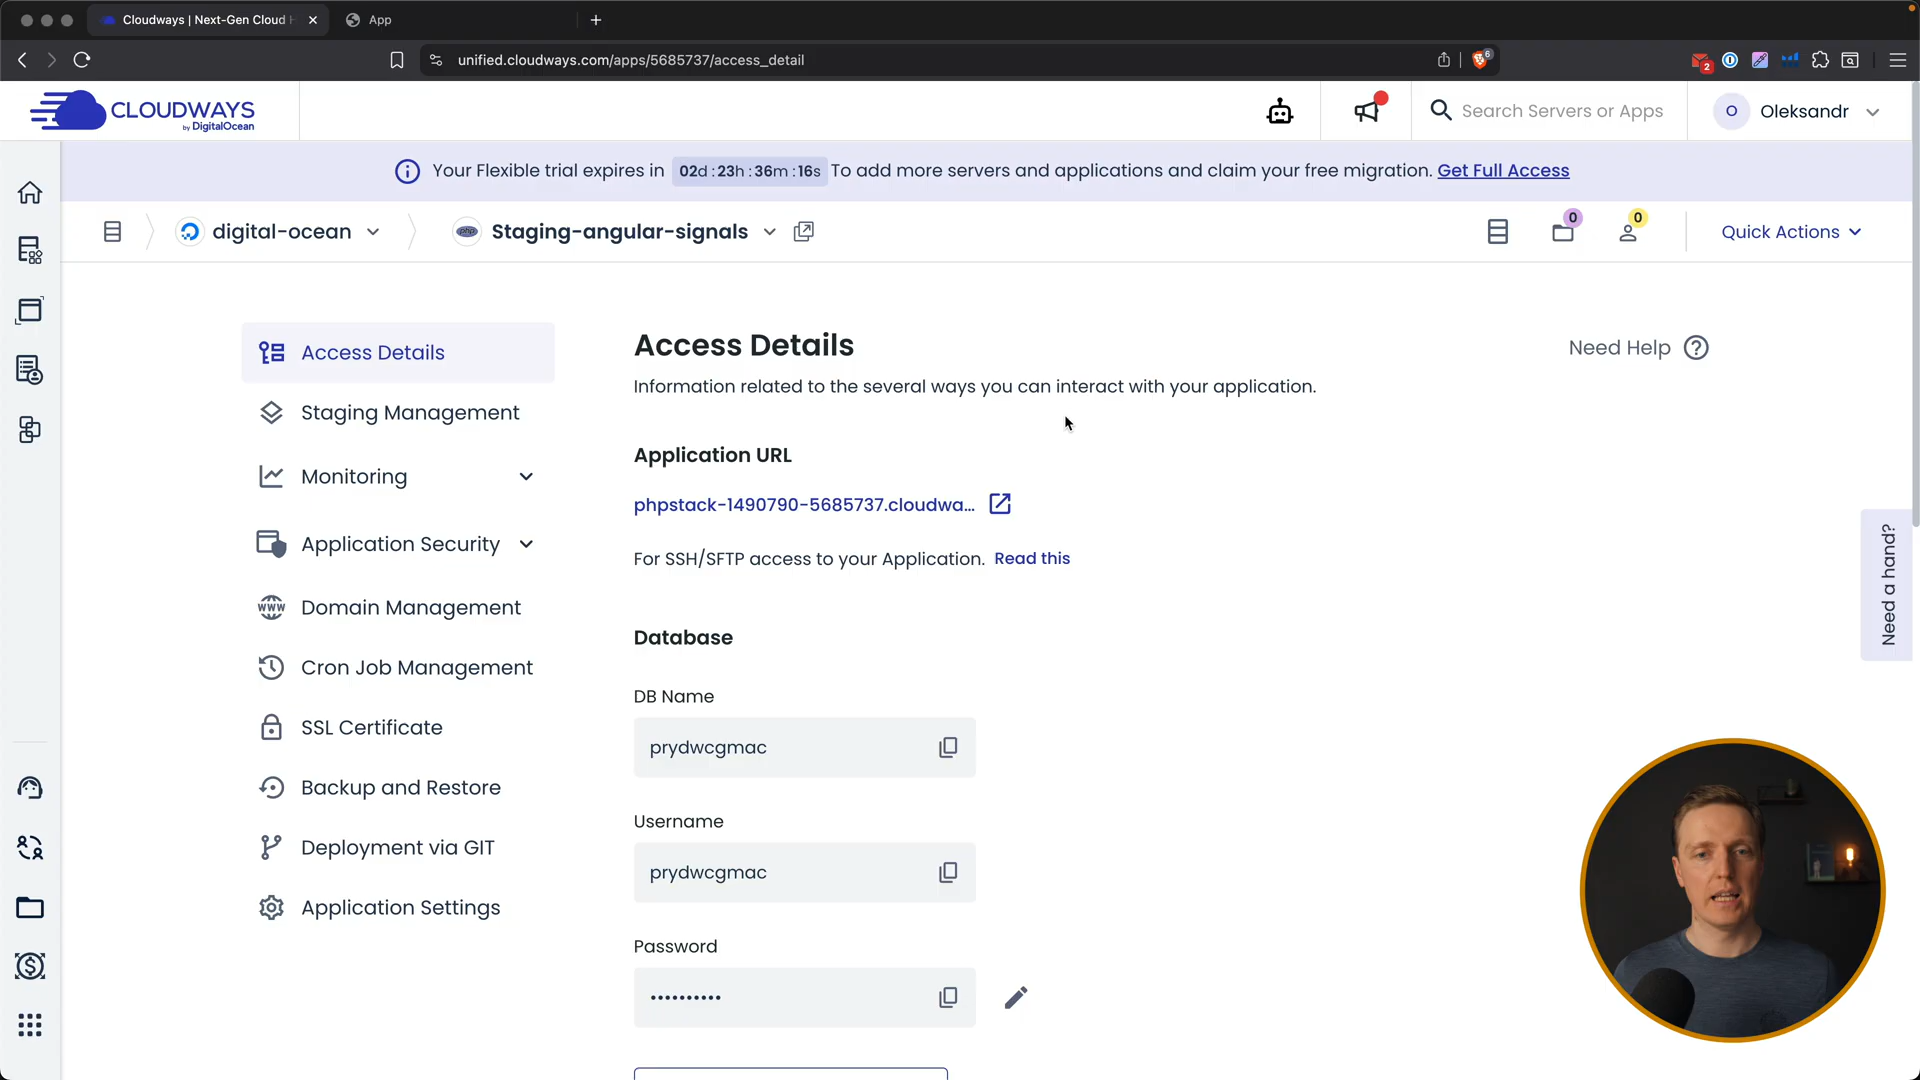 Cloudways | Next-Gen Cloud H
App
unified.cloudways.com/apps/5685737/access_detail
6
2
CLOUDWAYS
by DigitalOcean
Search Servers or Apps
O
Oleksandr
Your Flexible trial expires in 02d : 23h : 36m : 16s To add more servers and applications and claim your free migration. Get Full Access
digital-ocean
php
Staging-angular-signals
0
0
Quick Actions
Access Details
Staging Management
Monitoring
Application Security
www
Domain Management
Cron Job Management
SSL Certificate
Backup and Restore
Deployment via GIT
Application Settings
Access Details
Need Help
Information related to the several ways you can interact with your application.
Application URL
phpstack-1490790-5685737.cloudwa...
For SSH/SFTP access to your Application. Read this
Database
DB Name
prydwcgmac
Username
prydwcgmac
Password
••••••••••
Need a hand?